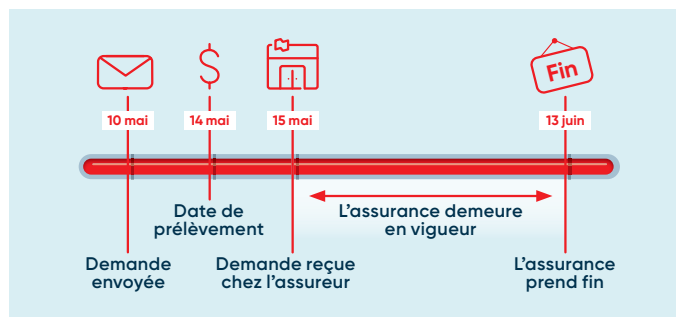 Fin
10 mai
14 mai
15 mai
13 juin
Date de
prélèvement
L'assurance demeure
en vigueur
Demande
envoyée
Demande reçue
chez l'assureur
L'assurance
prend fin